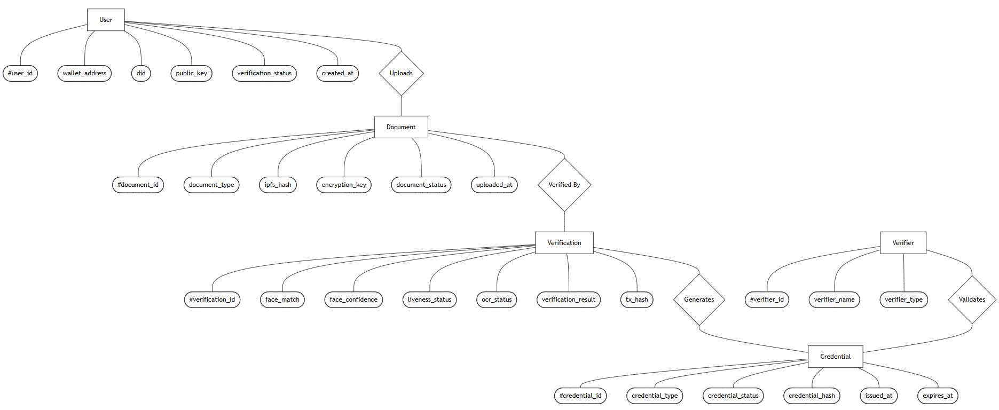 User
#user_id
wallet_address
did
public_key
verification_status
created_at
Uploads
Document
#document_id
document_type
ipfs_hash
encryption_key
document_status
uploaded_at
Verified By
Verification
Verifier
#verification_id
face_match
face_confidence
liveness_status
ocr_status
verification_result
tx_hash
Generates
#verifier_id
verifier_name
verifier_type
Validates
Credential
#credential_id
credential_type
credential_status
credential_hash
issued_at
expires_at